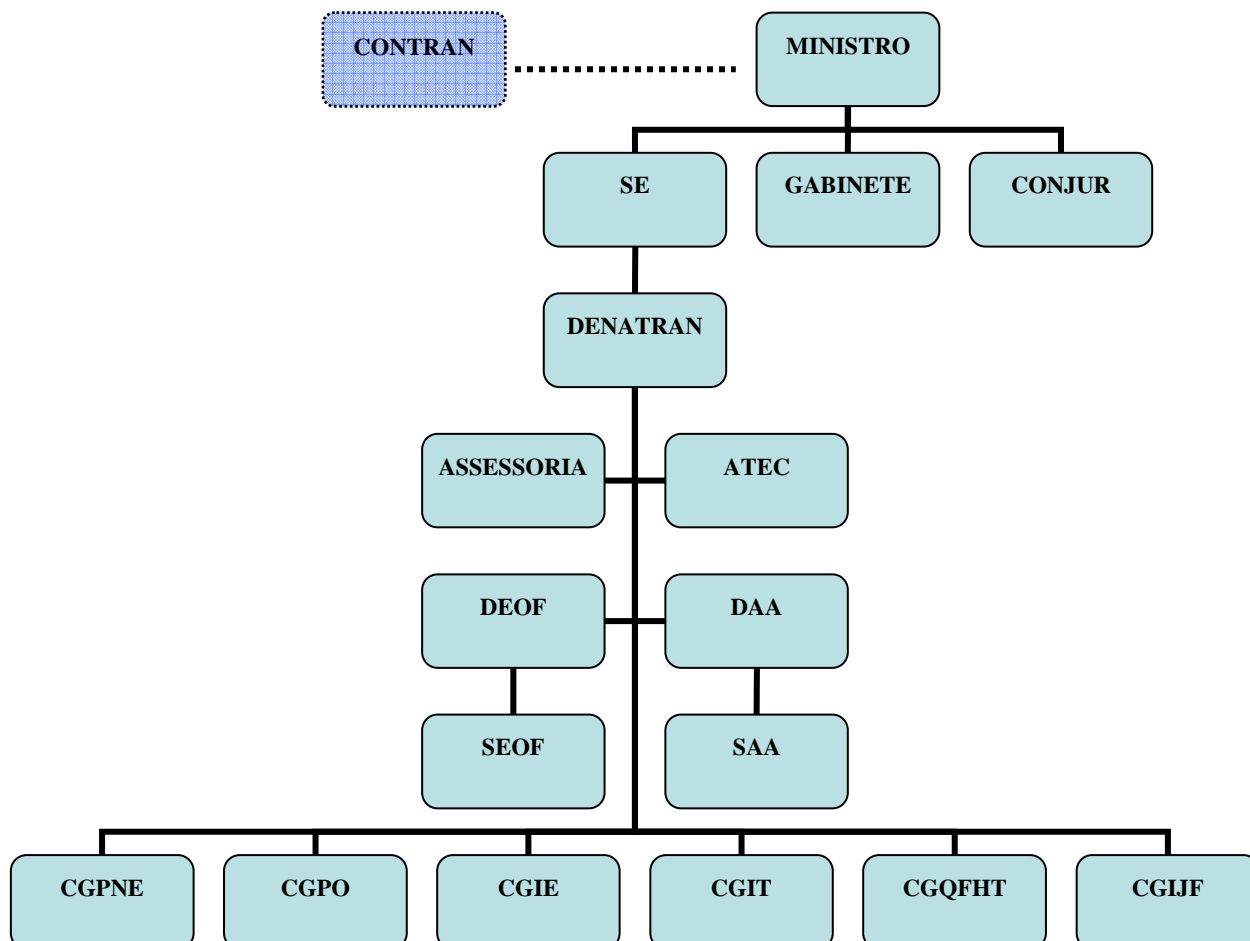 CONTRAN
MINISTRO
SE
GABINETE
CONJUR
DENATRAN
ASSESSORIA
ATEC
DEOF
DAA
SEOF
SAA
CGPNE
CGPO
CGIE
CGIT
CGQFHT
CGIJF